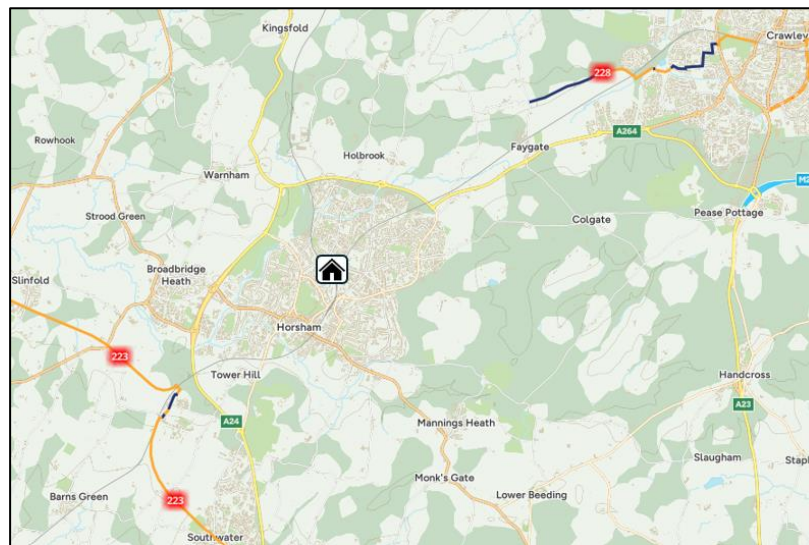 Kingsfold
Crawley
228
Rowhook
A264
Faygate
Holbrook
Warnham
M2
Strood Green
Colgate
Pease Pottage
Slinfold
Broadbridge
Heath
Horsham
223
Tower Hill
Handcross
A24
Mannings Heath
A23
Slaugham
Stap
Monk's Gate
Barns Green
223
Lower Beeding
Southwater